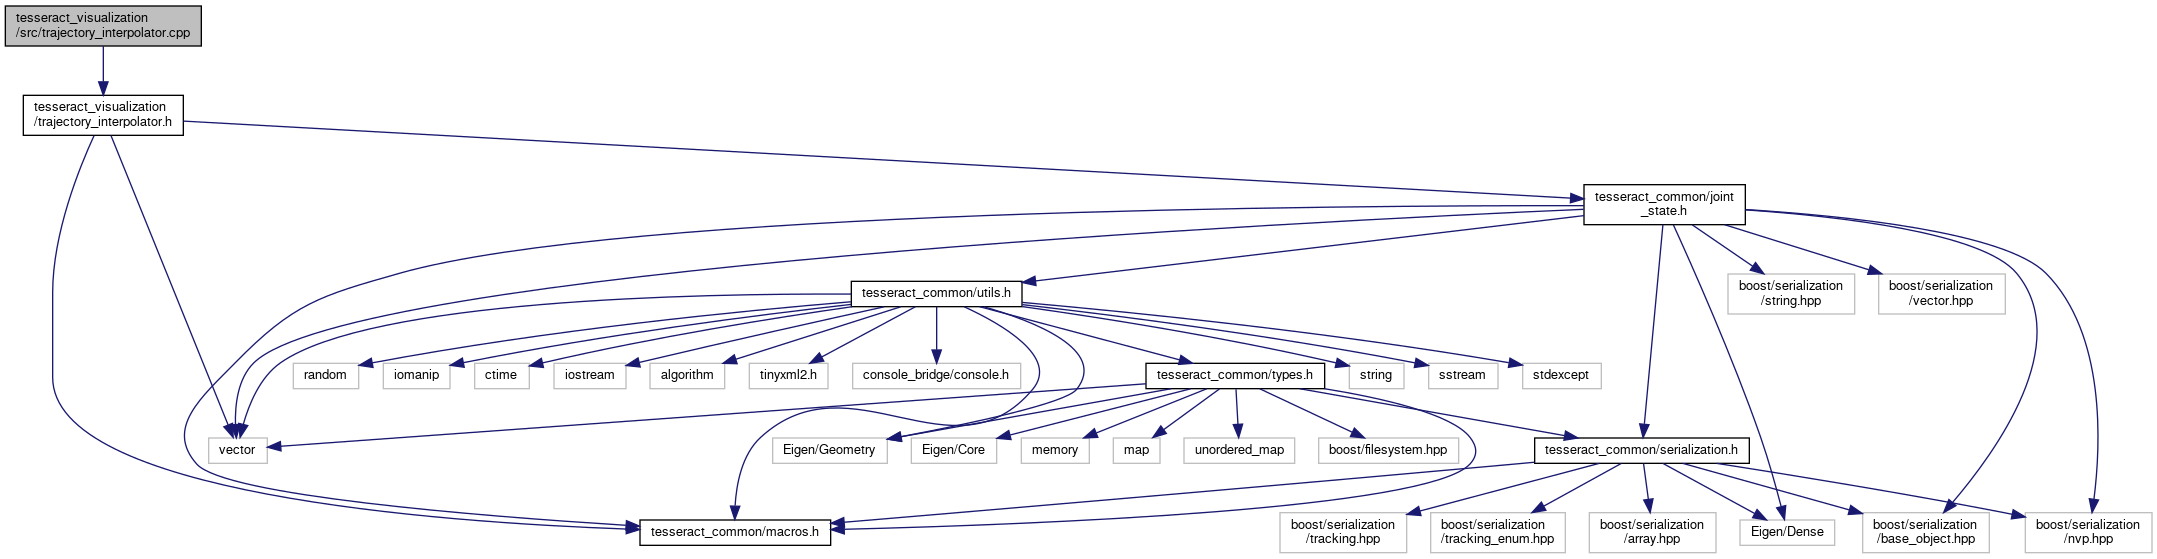 tesseract_visualization
/src/trajectory_interpolator.cpp
tesseract_visualization
/trajectory_interpolator.h
tesseract_common/joint
_state.h
boost/serialization
/string.hpp
boost/serialization
/vector.hpp
tesseract_common/utils.h
random
iomanip
ctime
iostream
algorithm
tinyxml2.h
console_bridge/console.h
tesseract_common/types.h
string
sstream
stdexcept
vector
Eigen/Geometry
Eigen/Core
memory
map
unordered_map
boost/filesystem.hpp
tesseract_common/serialization.h
tesseract_common/macros.h
boost/serialization
/tracking.hpp
boost/serialization
/tracking_enum.hpp
boost/serialization
/array.hpp
Eigen/Dense
boost/serialization
/base_object.hpp
boost/serialization
/nvp.hpp